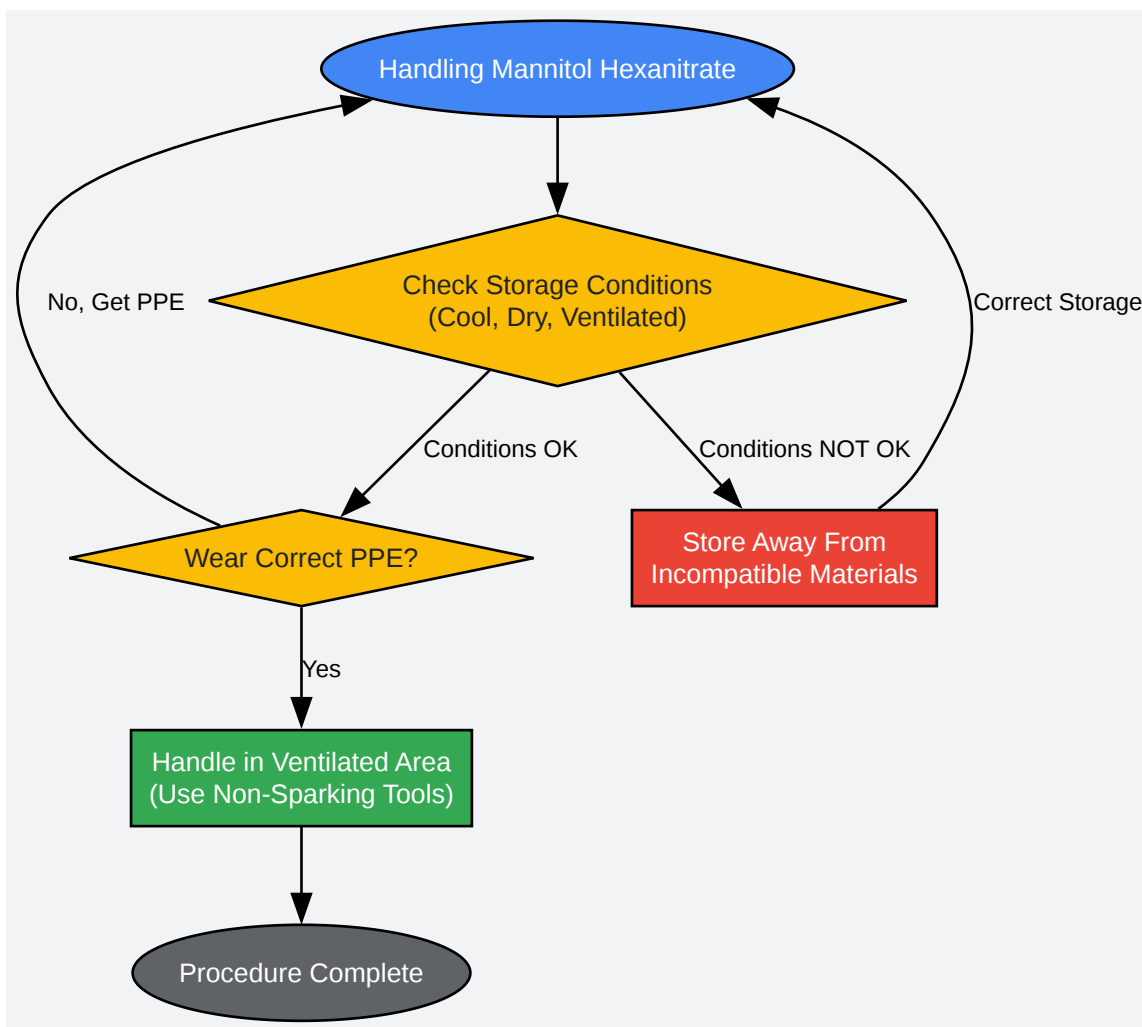 Handling Mannitol Hexanitrate
Check Storage Conditions
(Cool, Dry, Ventilated)
No, Get PPE
Correct Storage
Conditions OK
Conditions NOT OK
Wear Correct PPE?
Store Away From
Incompatible Materials
Yes
Handle in Ventilated Area
(Use Non-Sparking Tools)
Procedure Complete